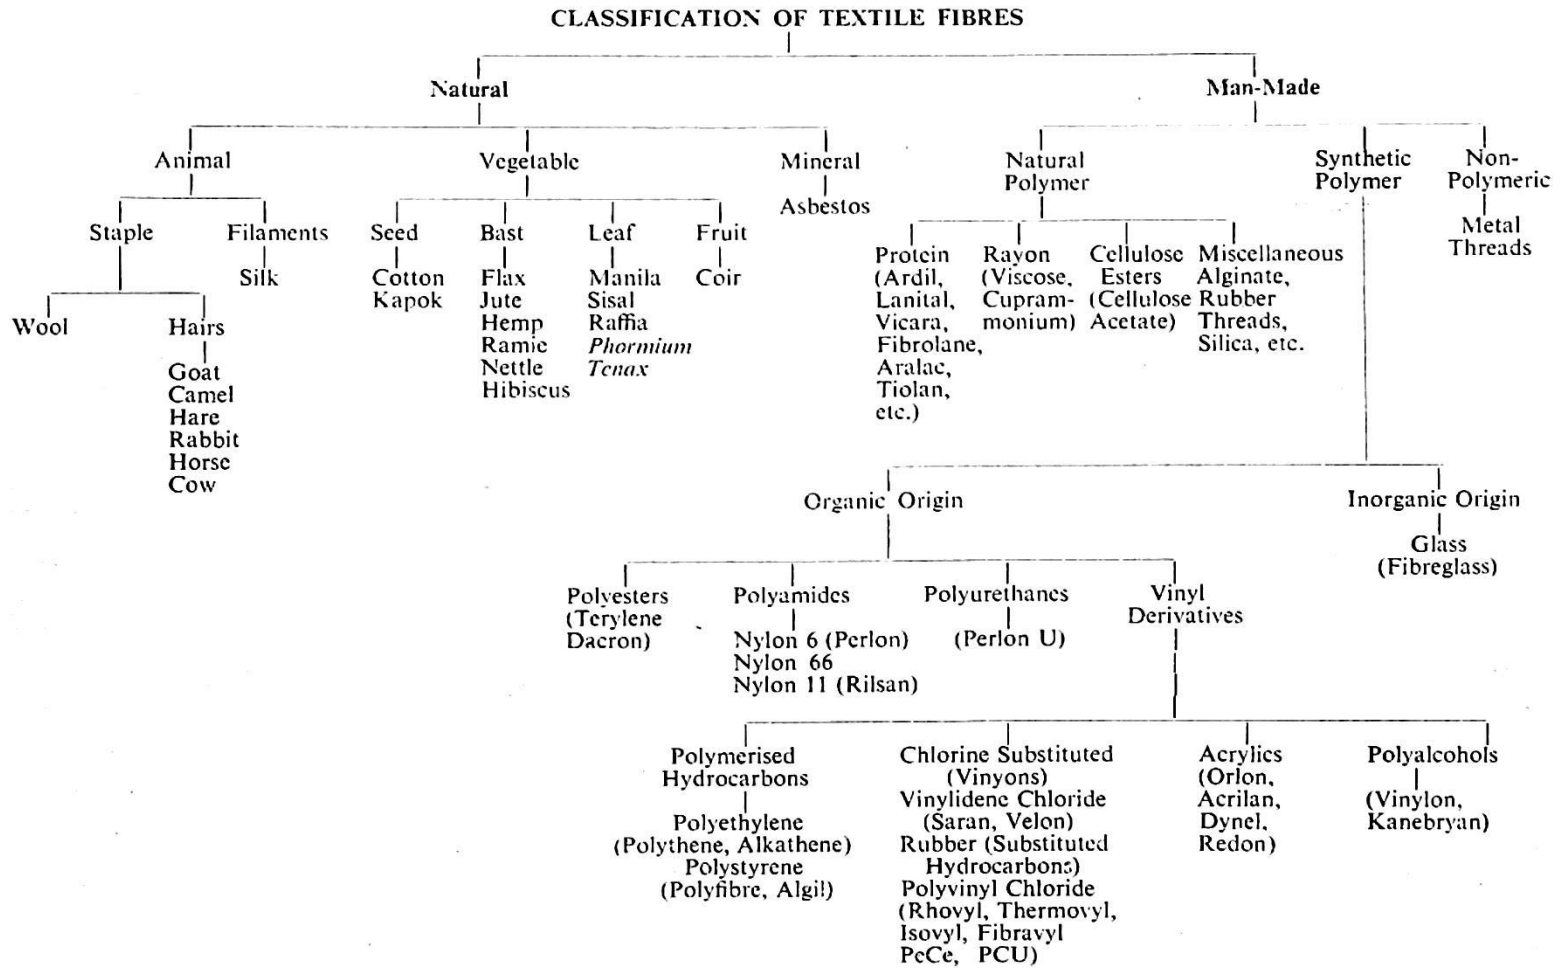 CLASSIFICATION OF TEXTILE FIBRES
Natural
Man-Made
Animal
Vegetable
Mineral
Natural
Polymer
Synthetic
Polymer
Non-
Polymeric
Staple
Filaments
Seed
Bast
Leaf
Fruit
Asbestos
Metal
Threads
Silk
Cotton
Kapok
Flax
Jute
Hemp
Ramie
Nettle
Hibiscus
Manila
Sisal
Raffia
Phormium
Tenax
Coir
Protein
(Ardil,
Lanital,
Vicara,
Fibrolane,
Aralac,
Tiolan,
etc.)
Rayon
(Viscose,
Cupram-
monium)
Cellulose
Esters
(Cellulose
Acetate)
Miscellaneous
Alginate,
Rubber
Threads,
Silica, etc.
Wool
Hairs
Goat
Camel
Hare
Rabbit
Horse
Cow
Organic Origin
Inorganic Origin
Glass
(Fibreglass)
Polyesters
(Terylene
Dacron)
Polyamides
Nylon 6 (Perlon)
Nylon 66
Nylon 11 (Rilsan)
Polyurethanes
(Perlon U)
Vinyl
Derivatives
Polymerised
Hydrocarbons
Polyethylene
(Polythene, Alkathene)
Polystyrene
(Polyfibre, Algil)
Chlorine Substituted
(Vinyons)
Vinylidene Chloride
(Saran, Velon)
Rubber (Substituted
Hydrocarbons)
Polyvinyl Chloride
(Rhovyl, Thermovyl,
Isovyl, Fibravyl
PeCe, PCU)
Acrylics
(Orlon,
Acrilan,
Dynel,
Redon)
Polyalcohols
(Vinylon,
Kanebryan)